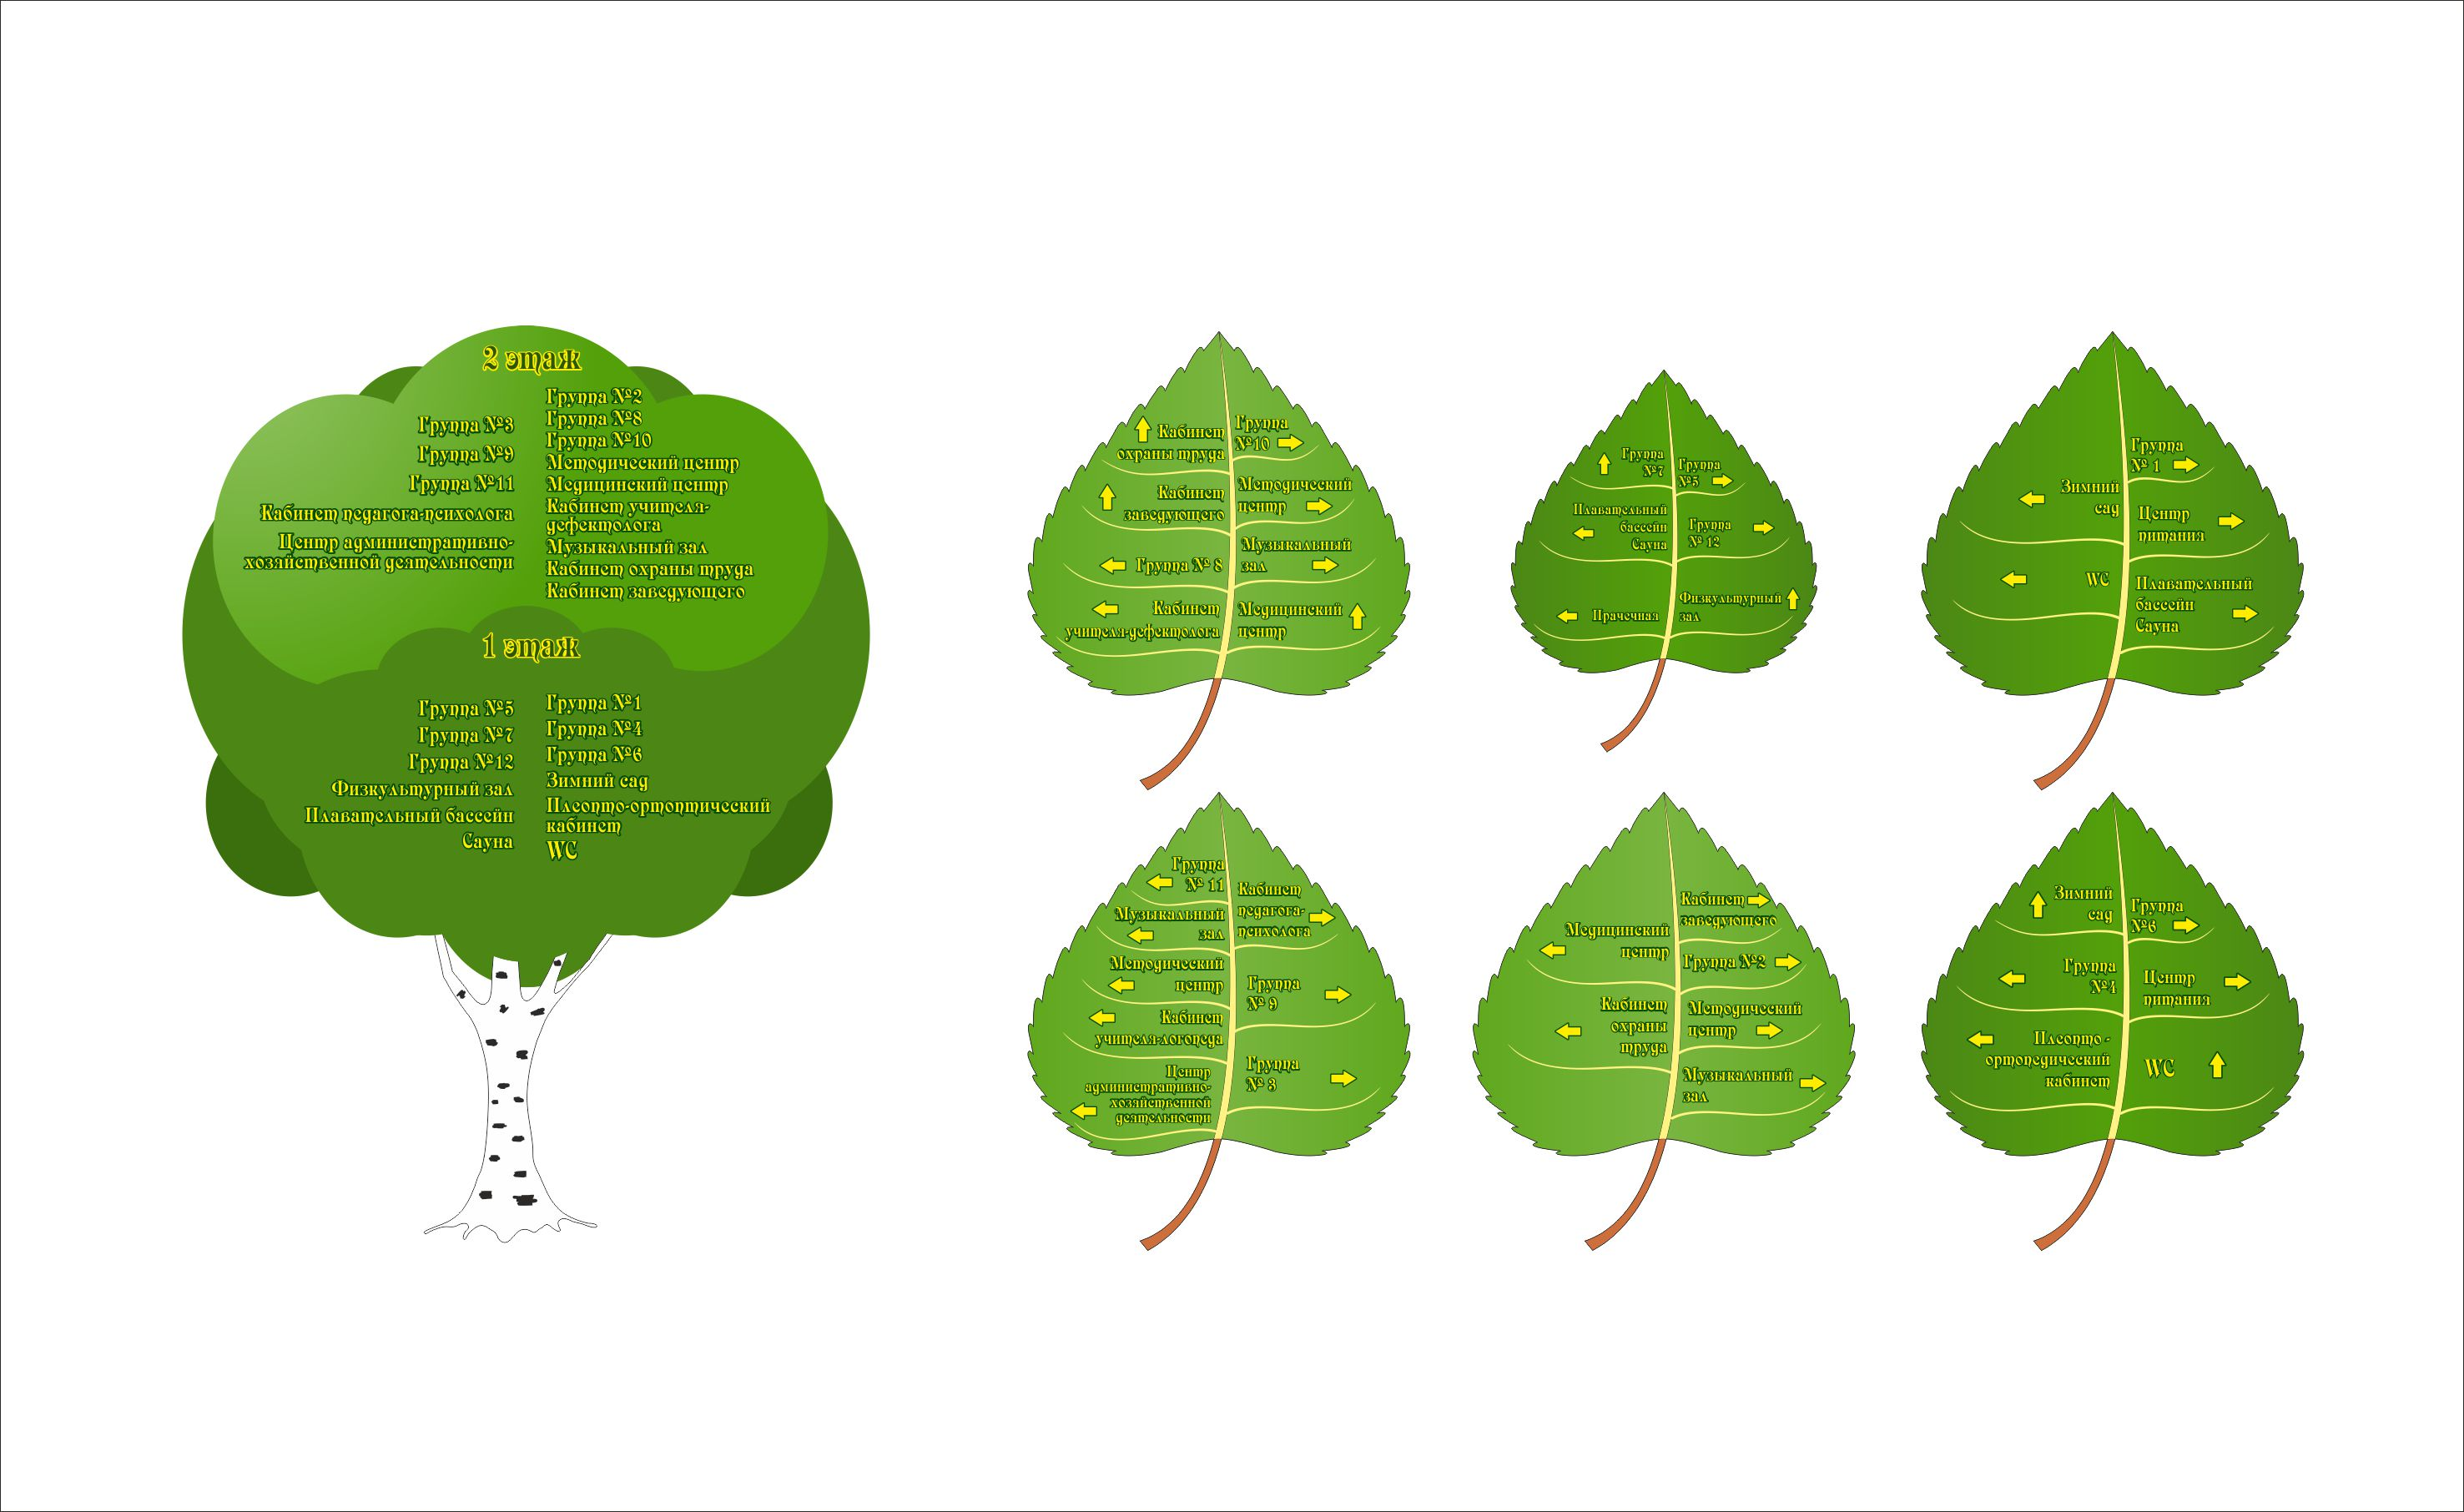 2 этаж
Группа №3
Группа №9
Группа №11
Кабинет педагога-психолога
Центр административно-
хозяйственной деятельности
Группа №2
Группа №8
Группа №10
Методический центр
Медицинский центр
Кабинет учителя-
дефектолога
Музыкальный зал
Кабинет охраны труда
Кабинет заведующего
1 этаж
Группа №5
Группа №7
Группа №12
Физкультурный зал
Плавательный бассейн
Сауна
Группа №1
Группа №4
Группа №6
Зимний сад
Плеопто-ортоптический
кабинет
WC
Кабинет
охраны труда
Кабинет
заведующего
Группа № 8
Кабинет
учителя-дефектолога
Группа
№10
Методический
центр
Музыкальный
зал
Медицинский
центр
Группа
№7
Плавательный
бассейн
Сауна
Прачечная
Группа
№5
Группа
№ 12
Физкультурный
зал
Зимний
сад
WC
Группа
№ 1
Центр
питания
Плавательный
бассейн
Сауна
Группа
№ 11
Музыкальный
зал
Методический
центр
Кабинет
учителя-логопеда
Центр
административно-
хозяйственной
деятельности
Кабинет
педагога-
психолога
Группа
№ 9
Группа
№ 3
Медицинский
центр
Кабинет
охраны
труда
Кабинет
заведующего
Группа №2
Методический
центр
Музыкальный
зал
Зимний
сад
Группа
№4
Плеопто -
ортопедический
кабинет
Группа
№6
Центр
питания
WC